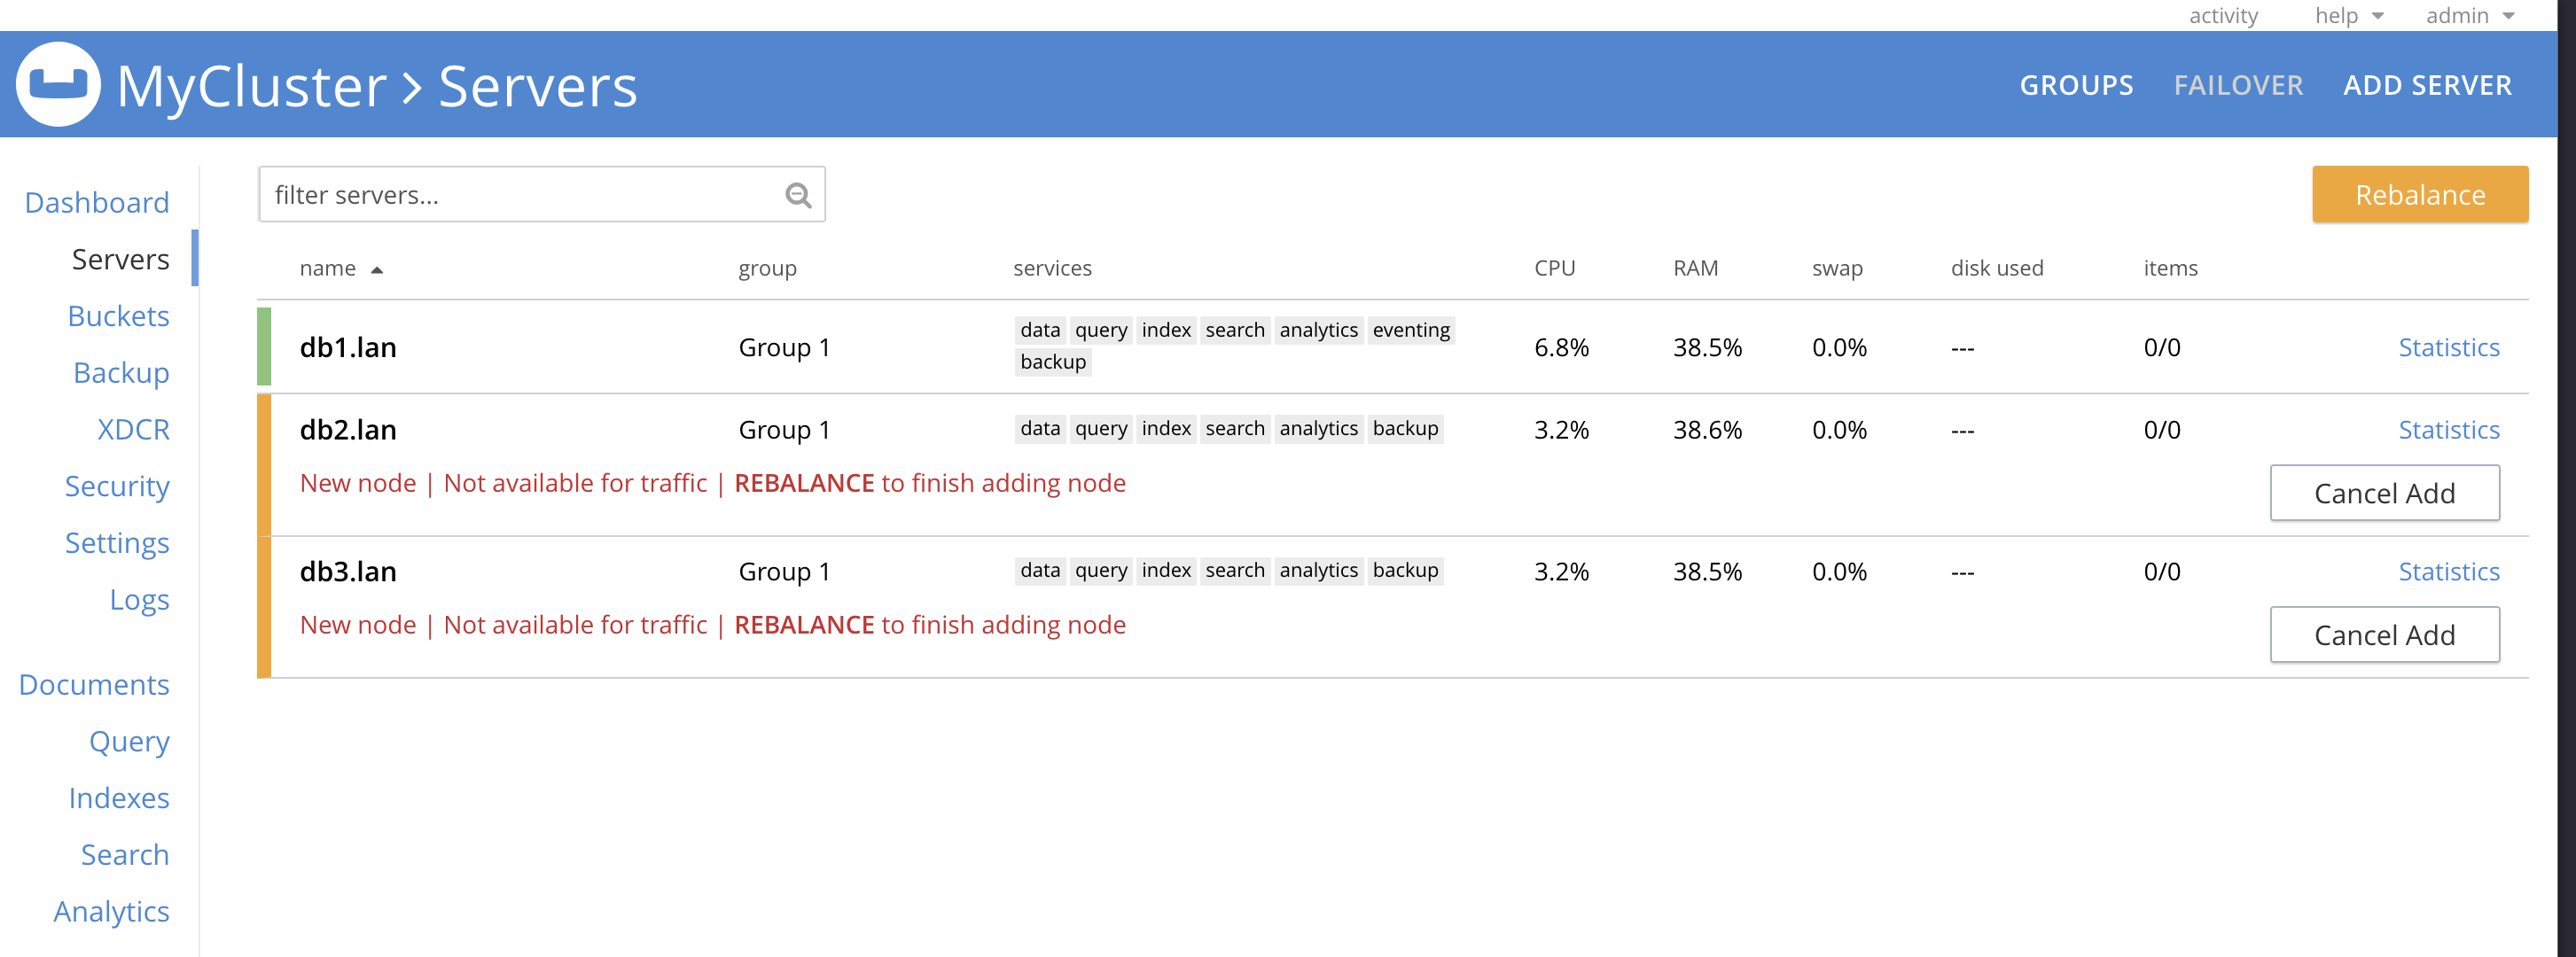 activity help admin
MyCluster > Servers GROUPS FAILOVER ADD SERVER
Dashboard
Servers
Buckets
Backup
XDCR
Security
Settings
Logs
Documents
Query
Indexes
Search
Analytics
filter servers... Rebalance
name group services CPU RAM swap disk used items
db1.lan Group 1 data query index search analytics eventing backup 6.8% 38.5% 0.0% --- 0/0 Statistics
db2.lan Group 1 data query index search analytics backup 3.2% 38.6% 0.0% --- 0/0 Statistics
New node | Not available for traffic | REBALANCE to finish adding node Cancel Add
db3.lan Group 1 data query index search analytics backup 3.2% 38.5% 0.0% --- 0/0 Statistics
New node | Not available for traffic | REBALANCE to finish adding node Cancel Add